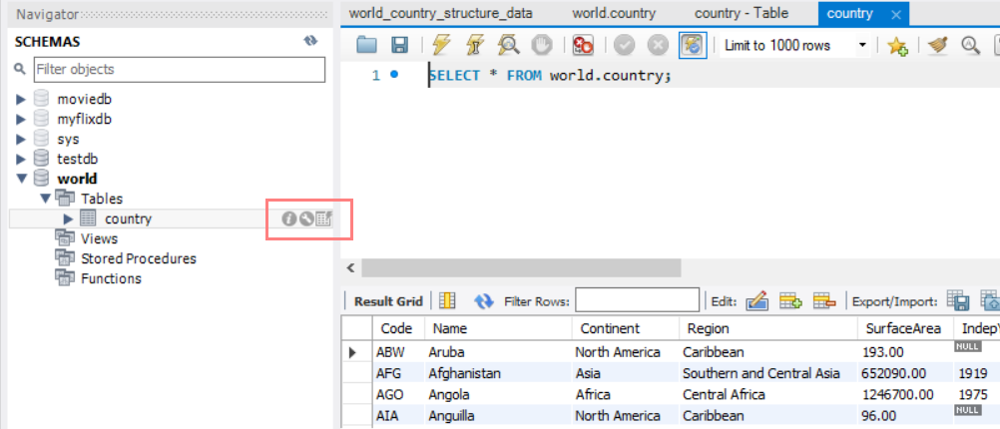 Navigator
SCHEMAS
Filter objects
moviedb
myflixdb
sys
testdb
world
Tables
country
Views
Stored Procedures
Functions
world_country_structure_data world.country country - Table country
Limit to 1000 rows
1 SELECT * FROM world.country;
Result Grid Filter Rows: Edit: Export/Import:
Code Name Continent Region SurfaceArea
ABW Aruba North America Caribbean 193.00 NULL
AFG Afghanistan Asia Southern and Central Asia 652090.00 1919
AGO Angola Africa Central Africa 1246700.00 1975
AIA Anguilla North America Caribbean 96.00 NULL